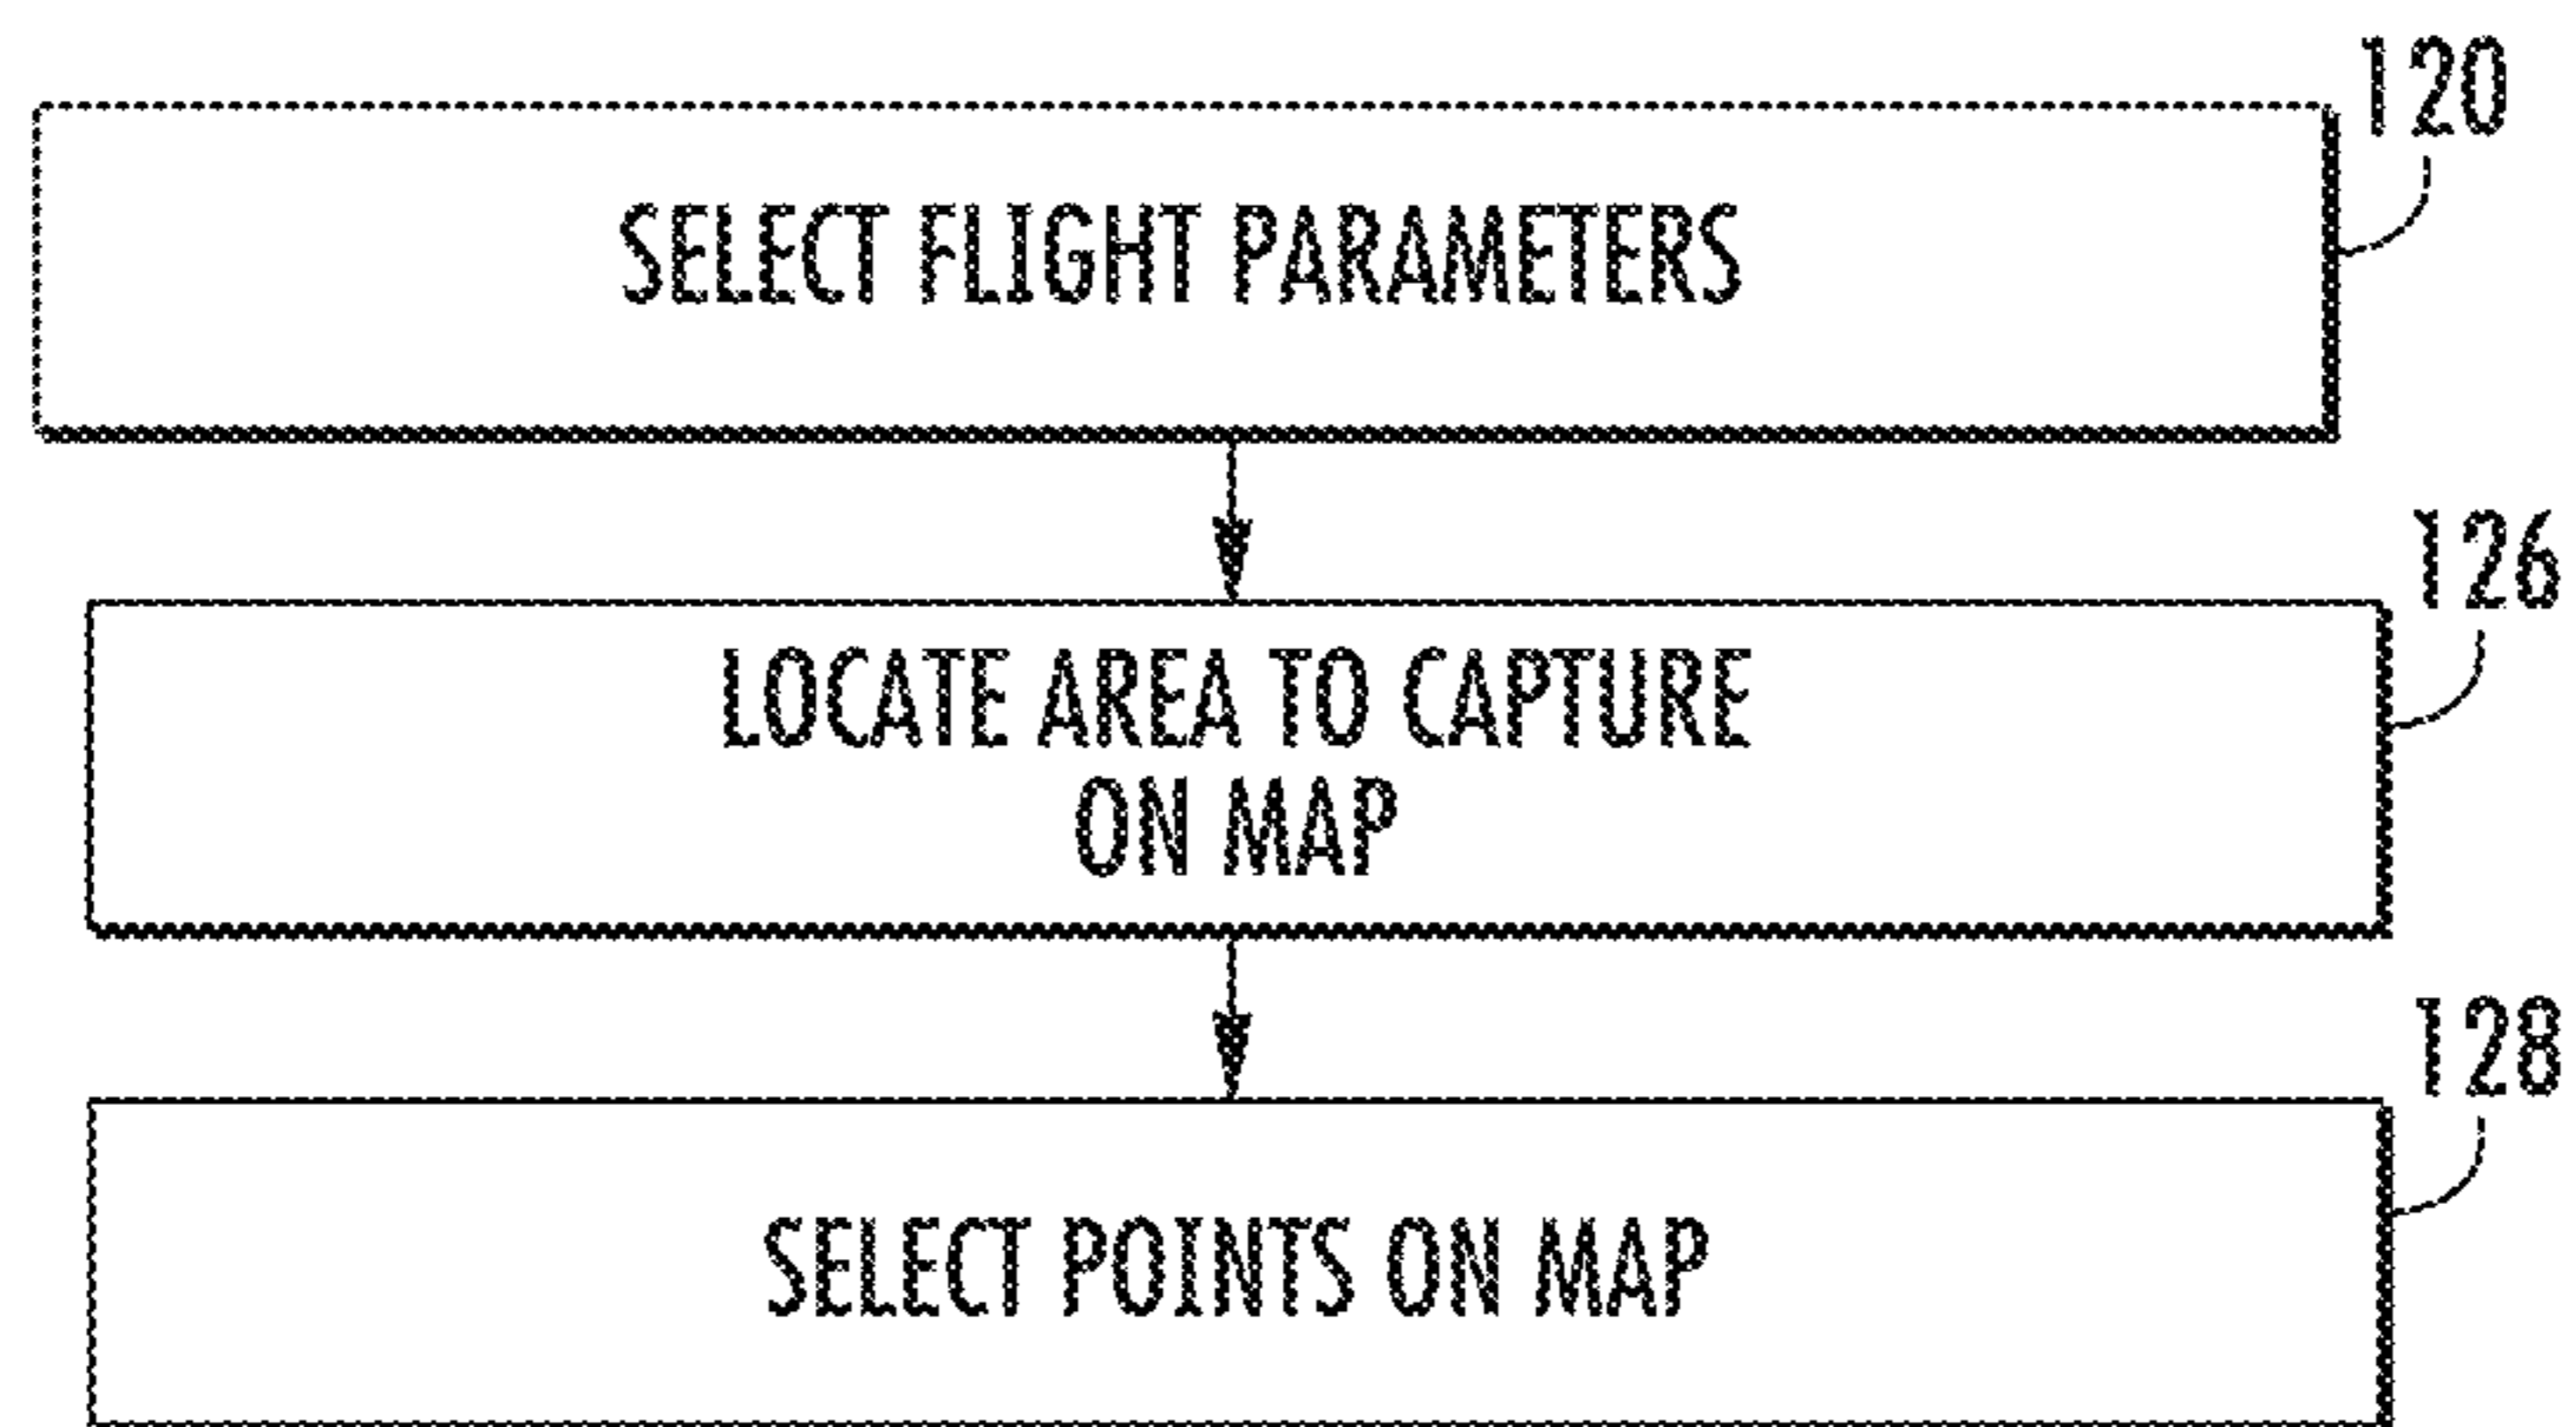 120
SELECT FLIGHT PARAMETERS
126
LOCATE AREA TO CAPTURE
ON MAP
128
SELECT POINTS ON MAP